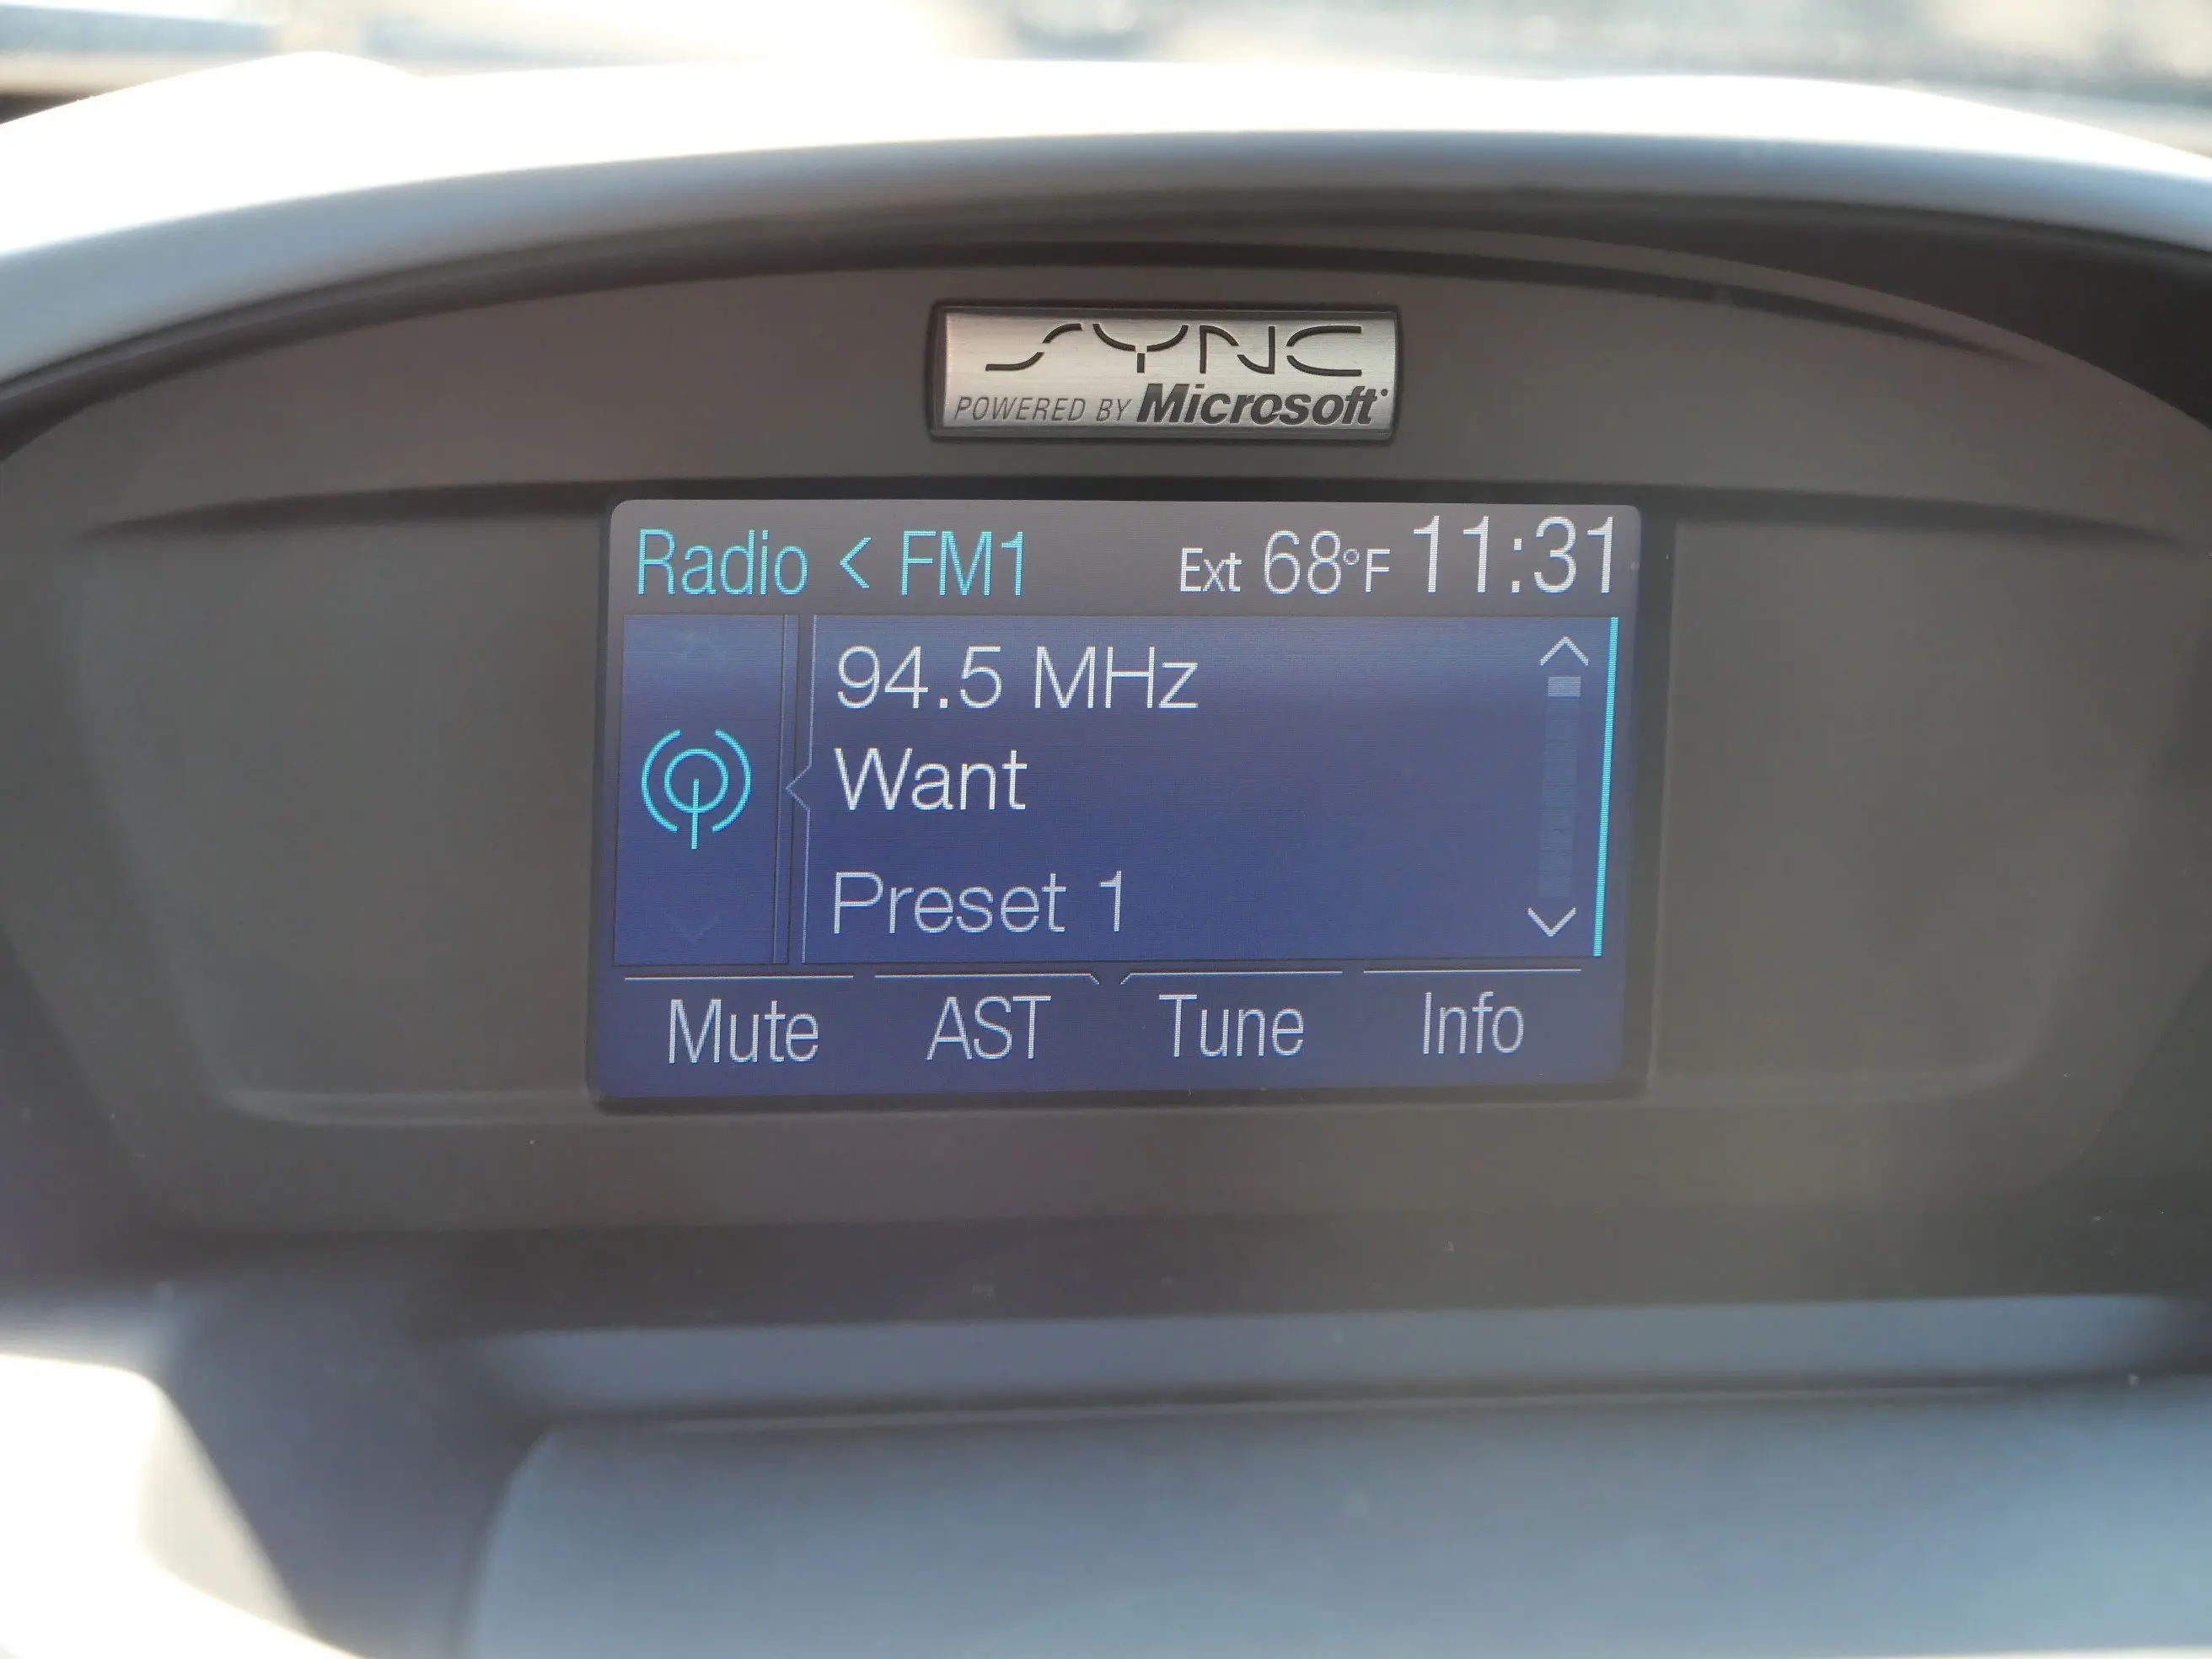 SYNC
POWERED BY Microsoft
Radio < FM1 Ext 68°F 11:31
94.5 MHz
Want
Preset 1
Mute AST Tune Info